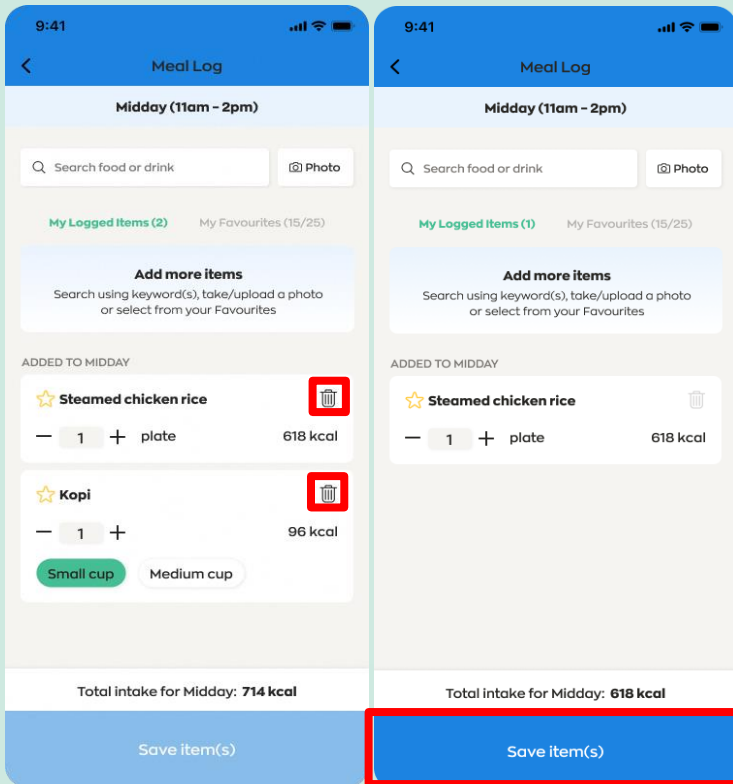 9:41
Meal Log
Midday (11am – 2pm)
Search food or drink
Photo
My Logged Items (2)
My Favourites (15/25)
Add more items
Search using keyword(s), take/upload a photo
or select from your Favourites
ADDED TO MIDDAY
Steamed chicken rice
1
plate
618 kcal
Kopi
1
96 kcal
Small cup
Medium cup
Total intake for Midday: 714 kcal
Save item(s)
9:41
Meal Log
Midday (11am – 2pm)
Search food or drink
Photo
My Logged Items (1)
My Favourites (15/25)
Add more items
Search using keyword(s), take/upload a photo
or select from your Favourites
ADDED TO MIDDAY
Steamed chicken rice
1
plate
618 kcal
Total intake for Midday: 618 kcal
Save item(s)